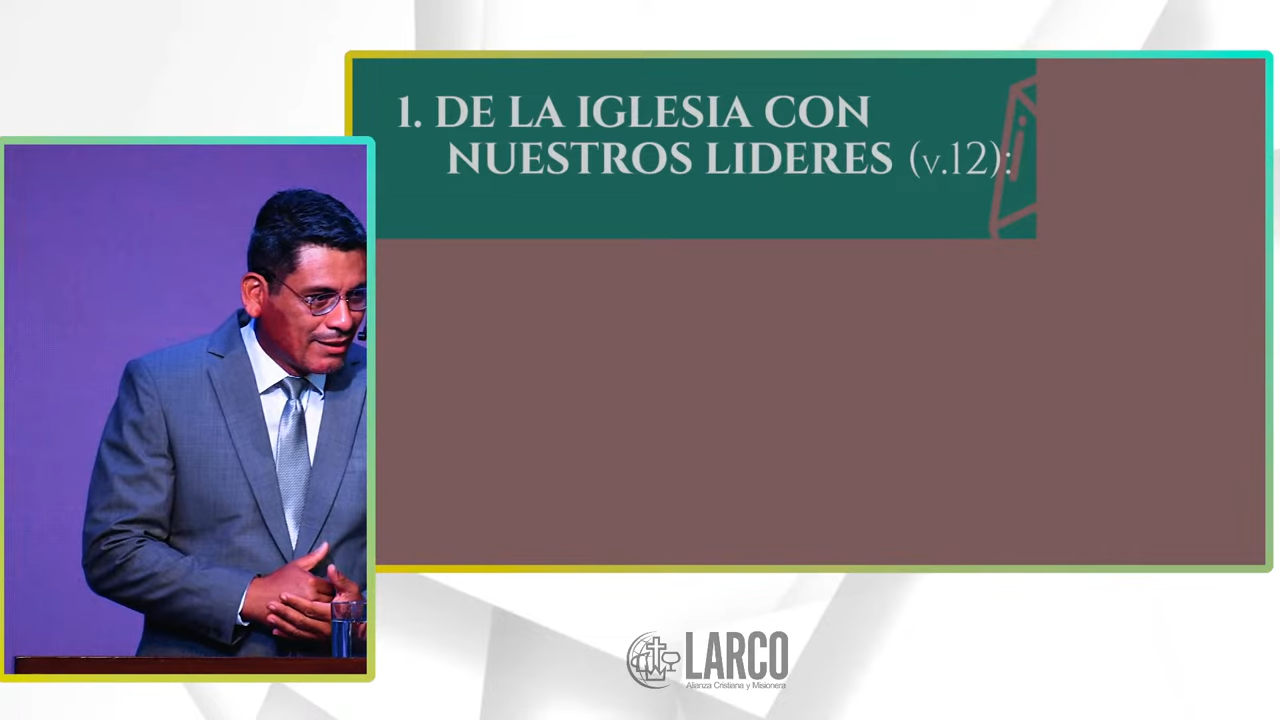 1. DE LA IGLESIA CON
NUESTROS LIDERES (v.12):
LARCO
Alianza Cristiana y Misionera